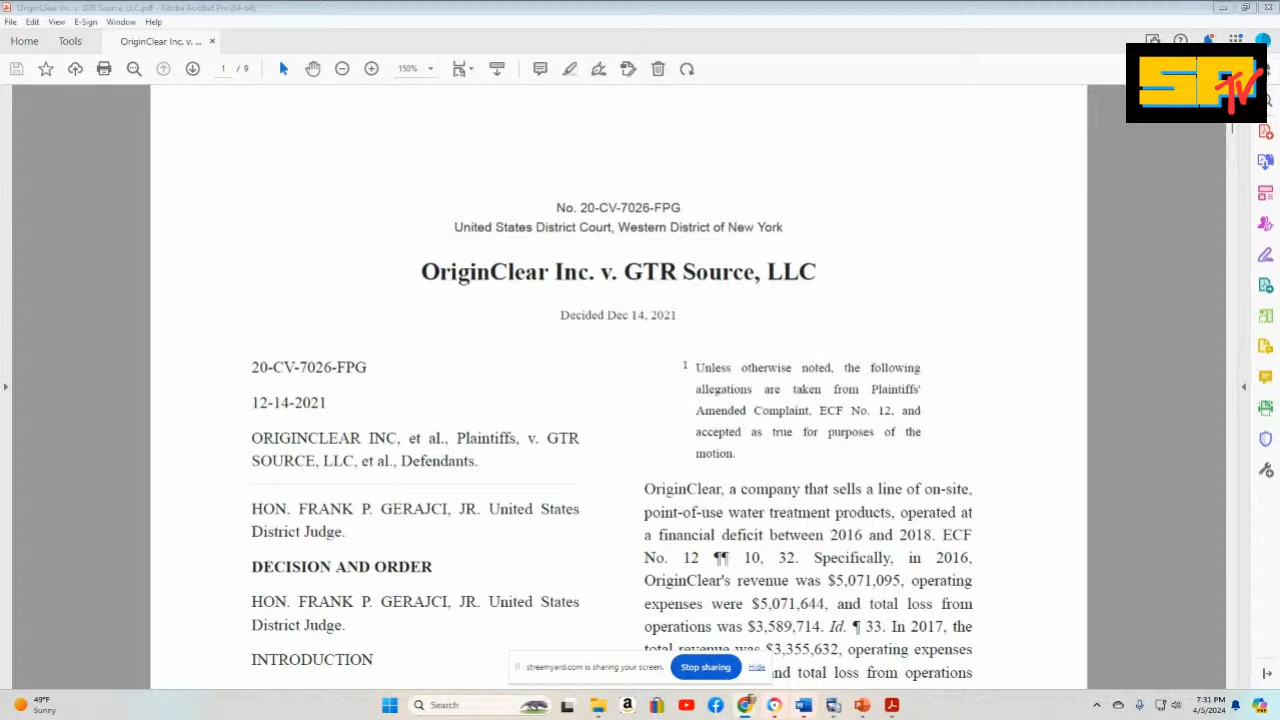 OriginClear Inc. v. GTR Source, LLC.pdf - Adobe Acrobat Pro (64-bit)
File Edit View E-Sign Window Help
Home Tools OriginClear Inc. v. ... ×
1 / 9 150%
STV
No. 20-CV-7026-FPG
United States District Court, Western District of New York
OriginClear Inc. v. GTR Source, LLC
Decided Dec 14, 2021
20-CV-7026-FPG
12-14-2021
ORIGINCLEAR INC, et al., Plaintiffs, v. GTR
SOURCE, LLC, et al., Defendants.
HON. FRANK P. GERAJCI, JR. United States
District Judge.
DECISION AND ORDER
HON. FRANK P. GERAJCI, JR. United States
District Judge.
INTRODUCTION
1 Unless otherwise noted, the following
allegations are taken from Plaintiffs'
Amended Complaint, ECF No. 12, and
accepted as true for purposes of the
motion.
OriginClear, a company that sells a line of on-site,
point-of-use water treatment products, operated at
a financial deficit between 2016 and 2018. ECF
No. 12 ¶¶ 10, 32. Specifically, in 2016,
OriginClear's revenue was $5,071,095, operating
expenses were $5,071,644, and total loss from
operations was $3,589,714. Id. ¶ 33. In 2017, the
total revenue was $3,355,632, operating expenses
and total loss from operations
streamyard.com is sharing your screen. Stop sharing Hide
49°F
Sunny
Search
7:31 PM
4/5/2024